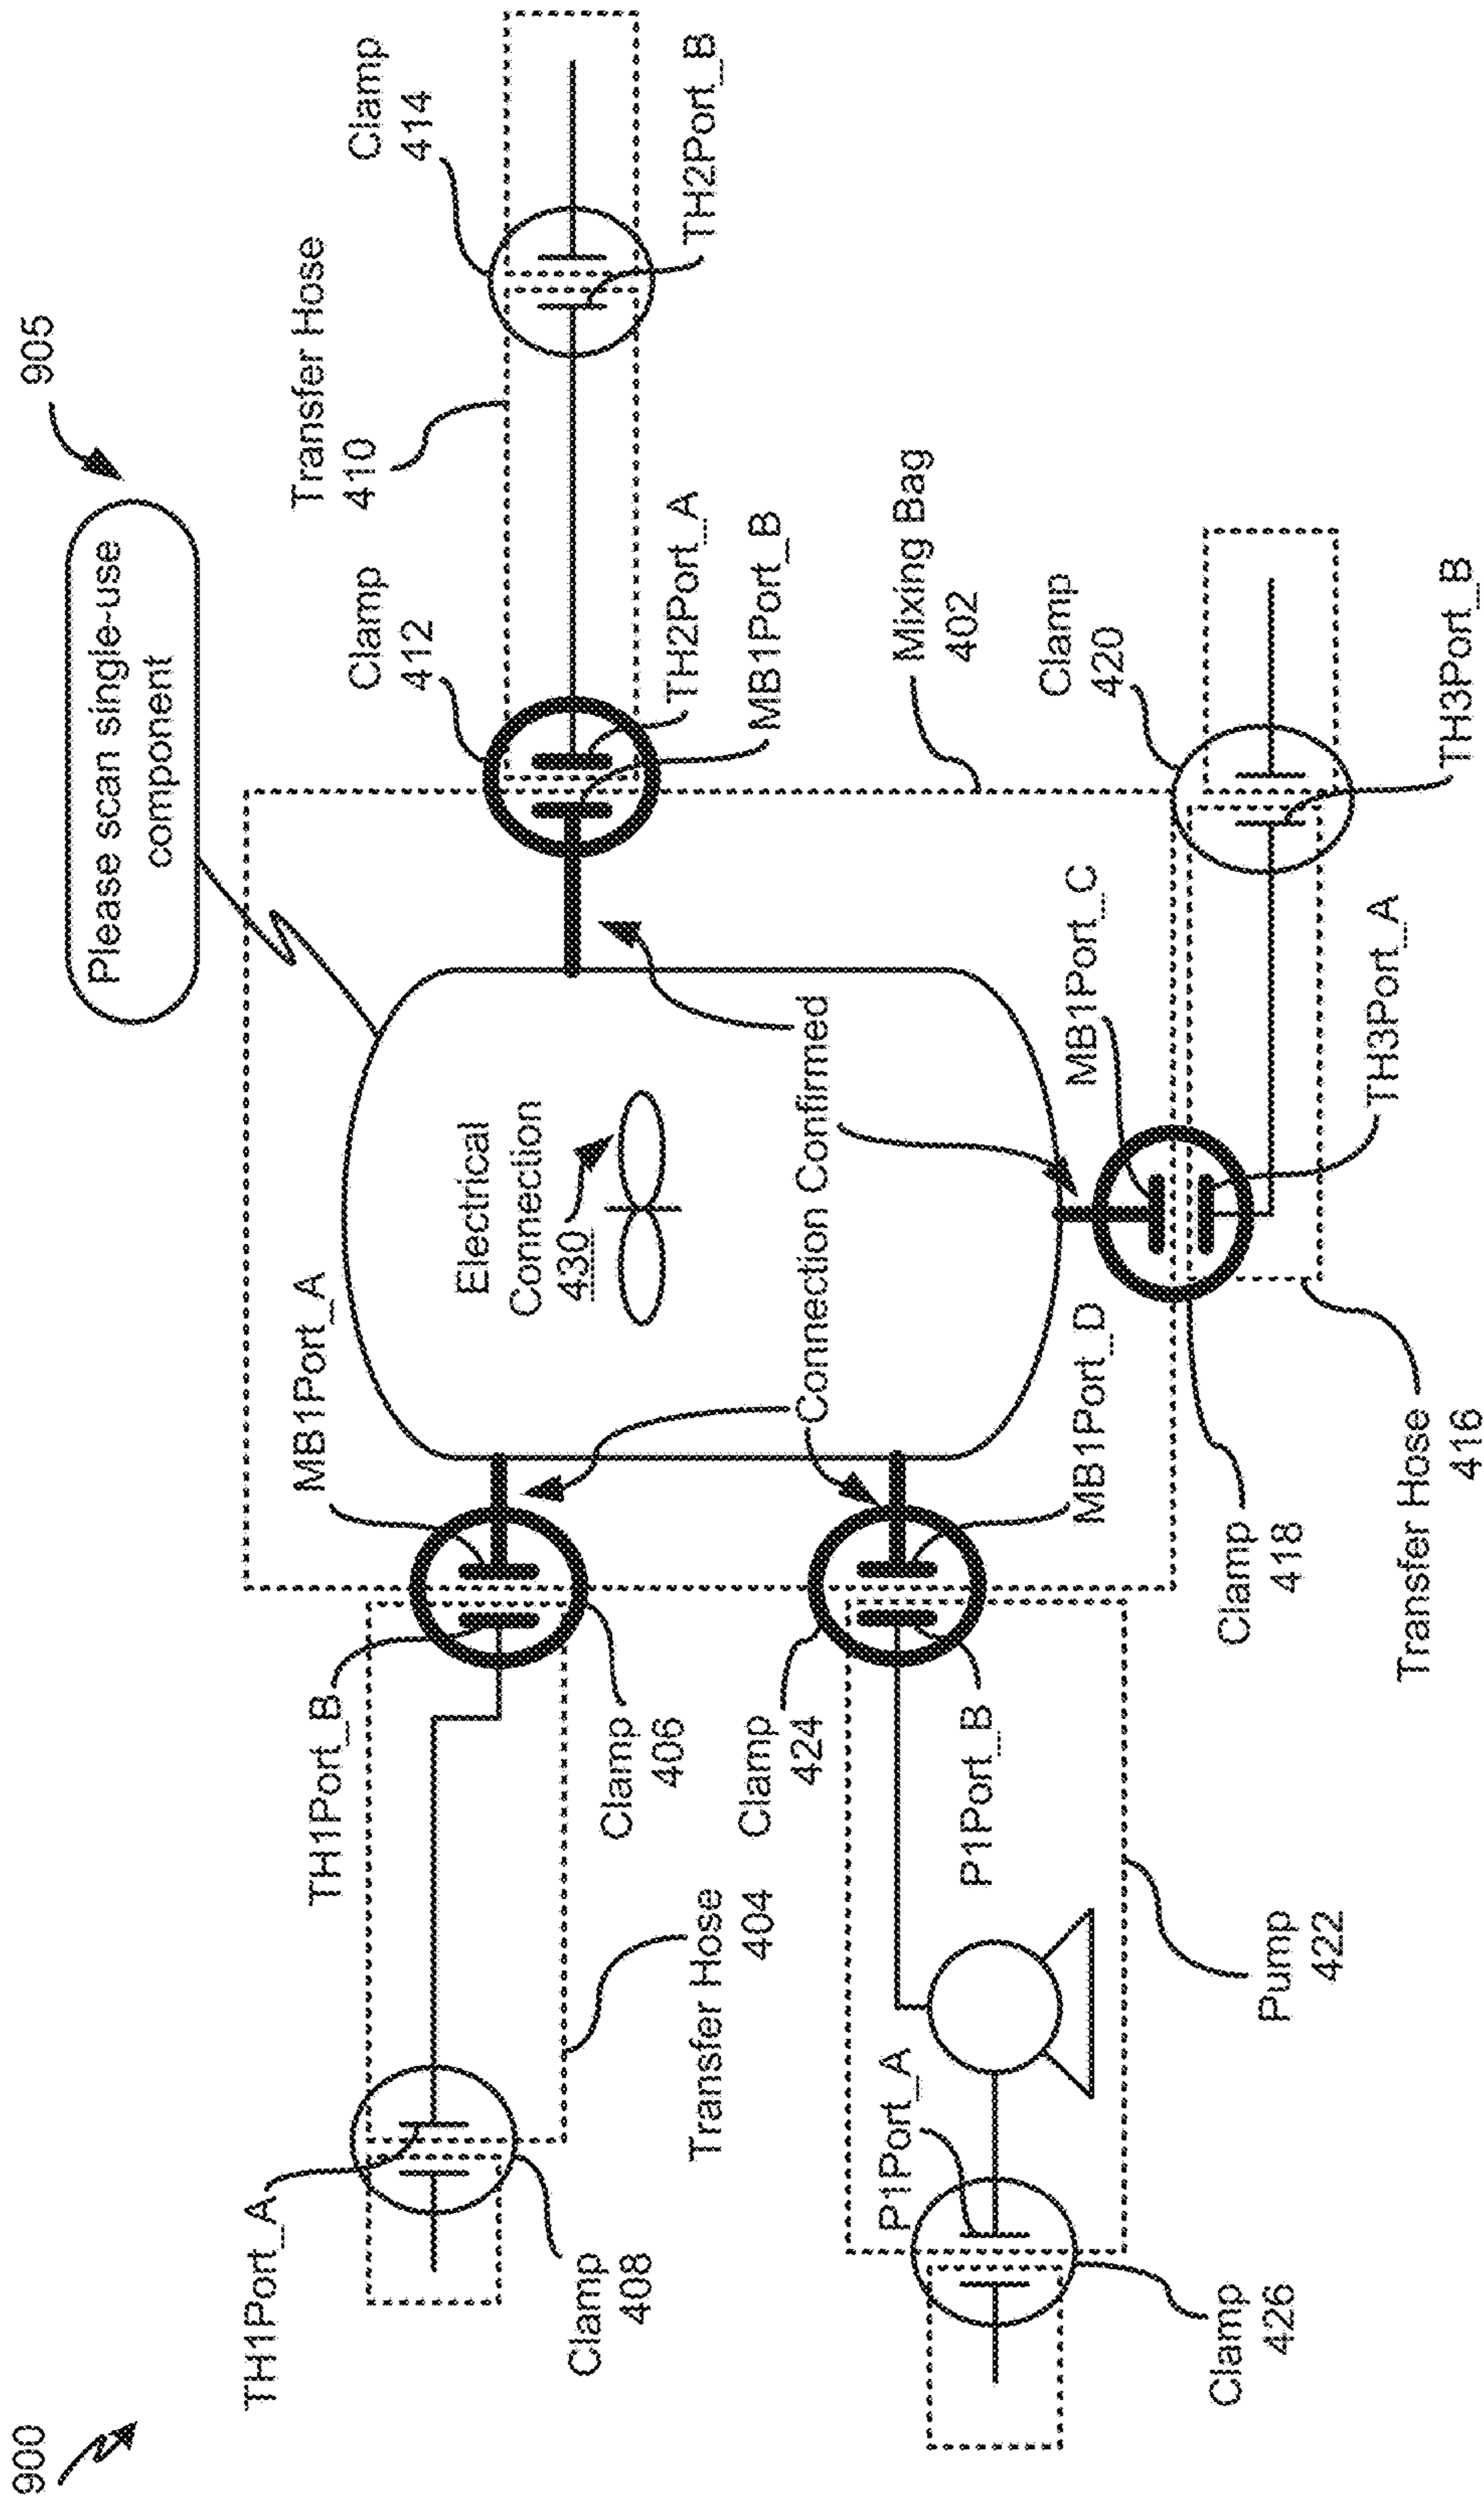 900
905
Please scan single-use
component
TH1Port_A
Clamp
408
TH1Port_B
MB1Port_A
Clamp
406
Transfer Hose
404
Electrical
Connection
430
Connection Confirmed
Clamp
412
Transfer Hose
410
Clamp
414
TH2Port_A
MB1Port_B
TH2Port_B
Mixing Bag
402
Clamp
424
P1Port_A
P1Port_B
MB1Port_D
Pump
422
Clamp
426
MB1Port_C
Clamp
420
Clamp
418
TH3Port_A
TH3Port_B
Transfer Hose
416